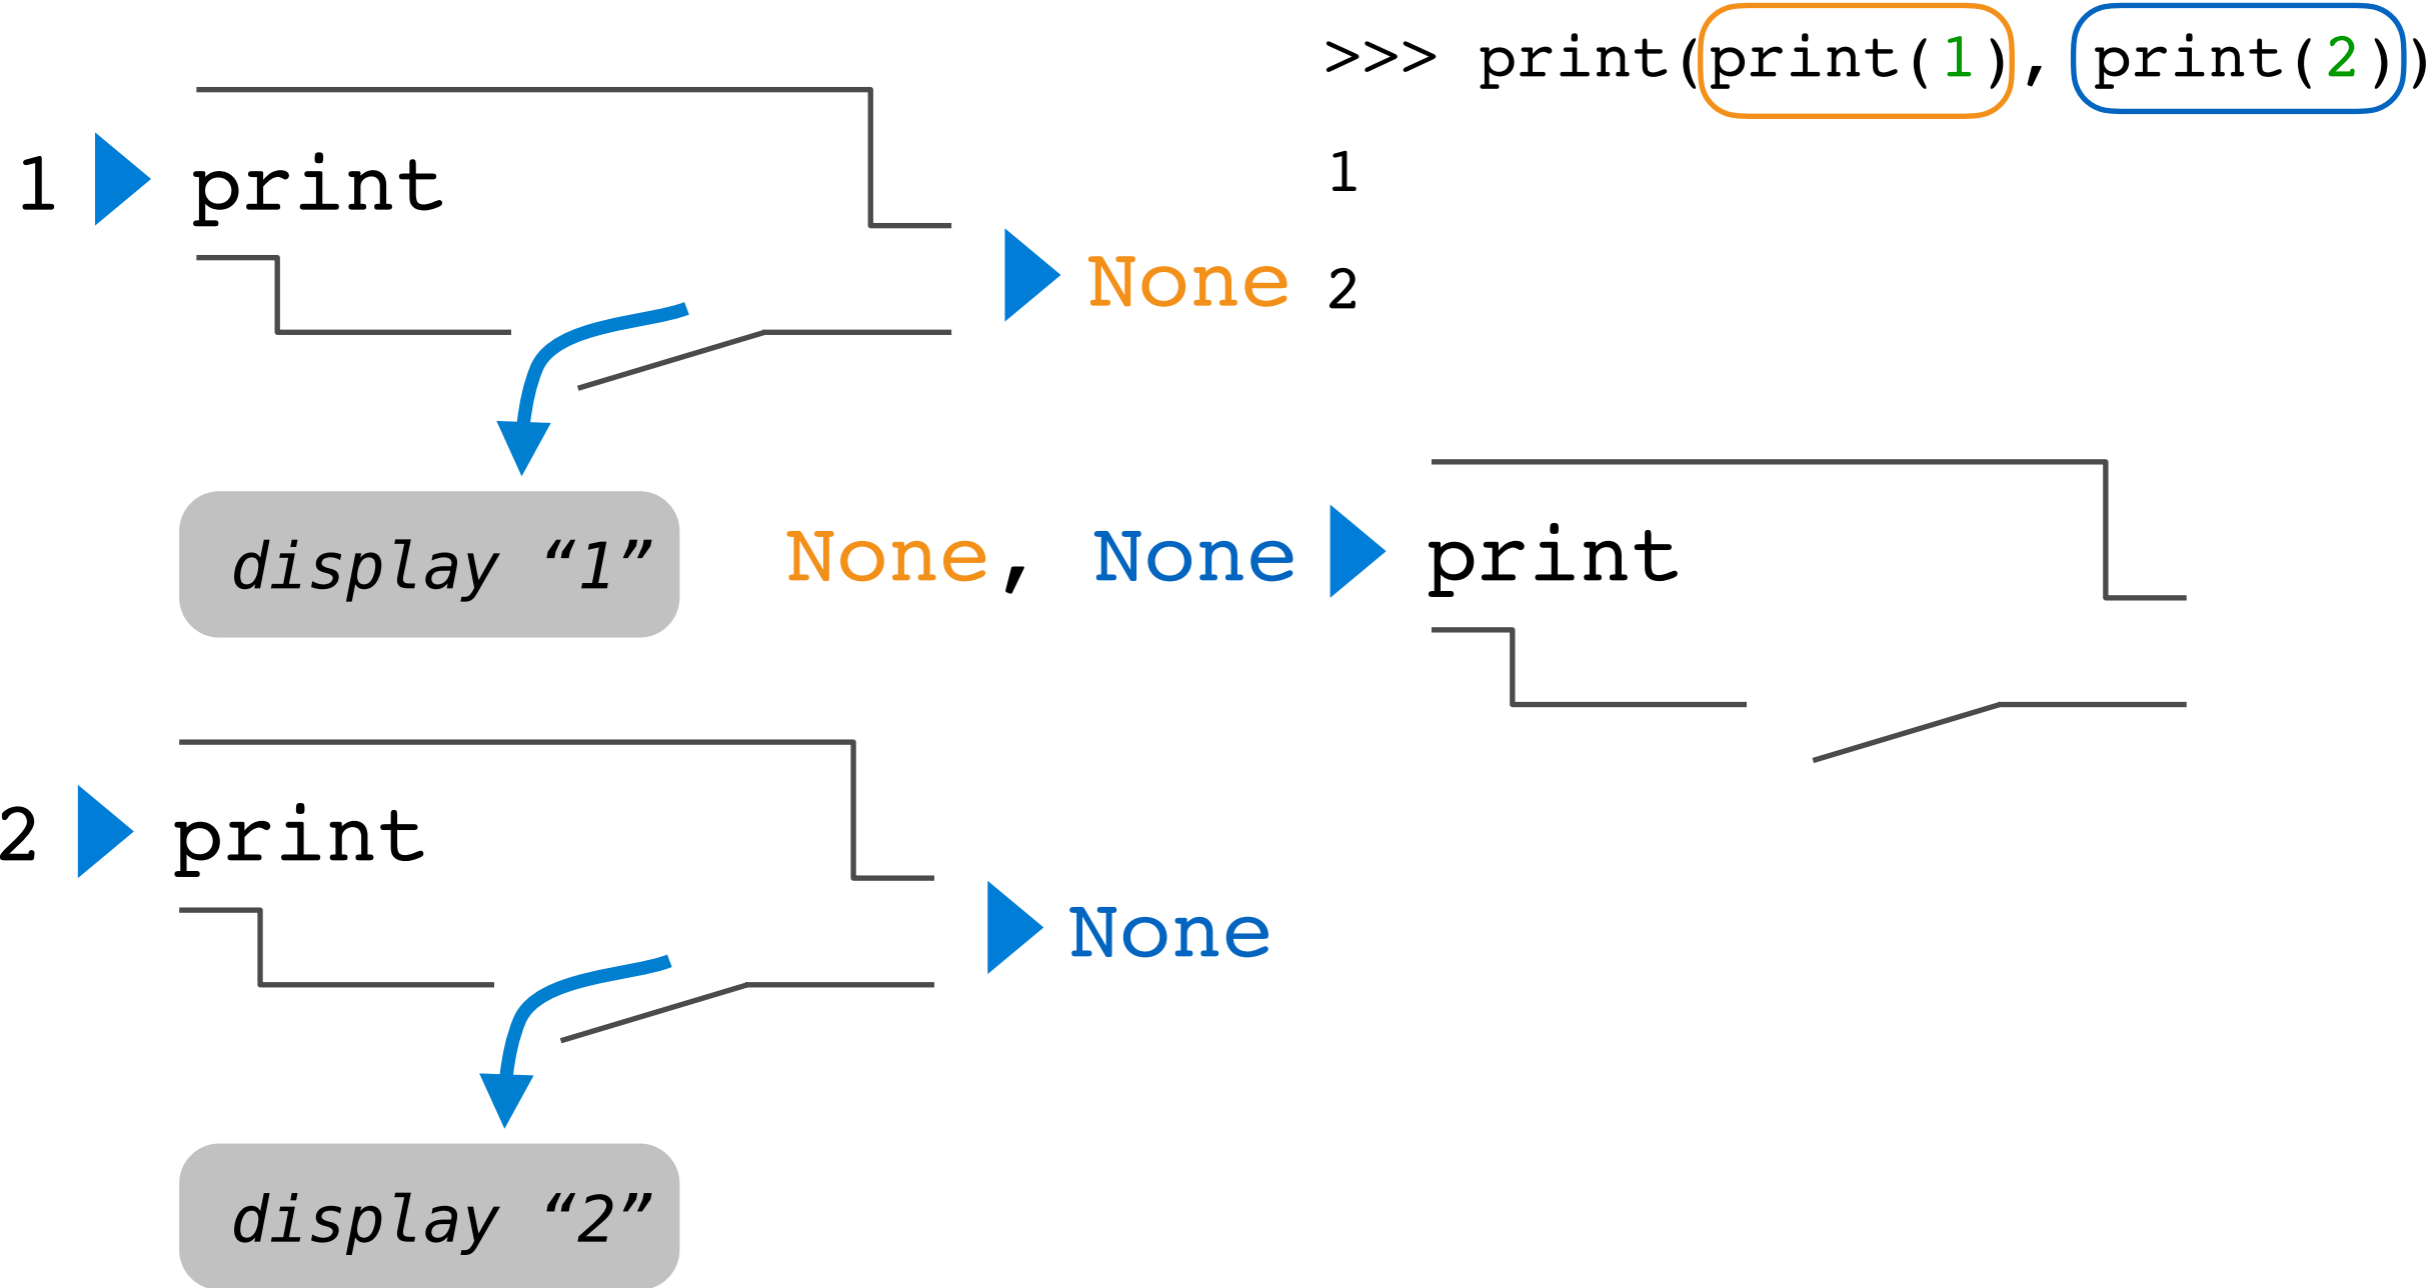 >>> print(print(1), print(2))
1
2
1 print
None
display “1”
None, None print
2 print
None
display “2”